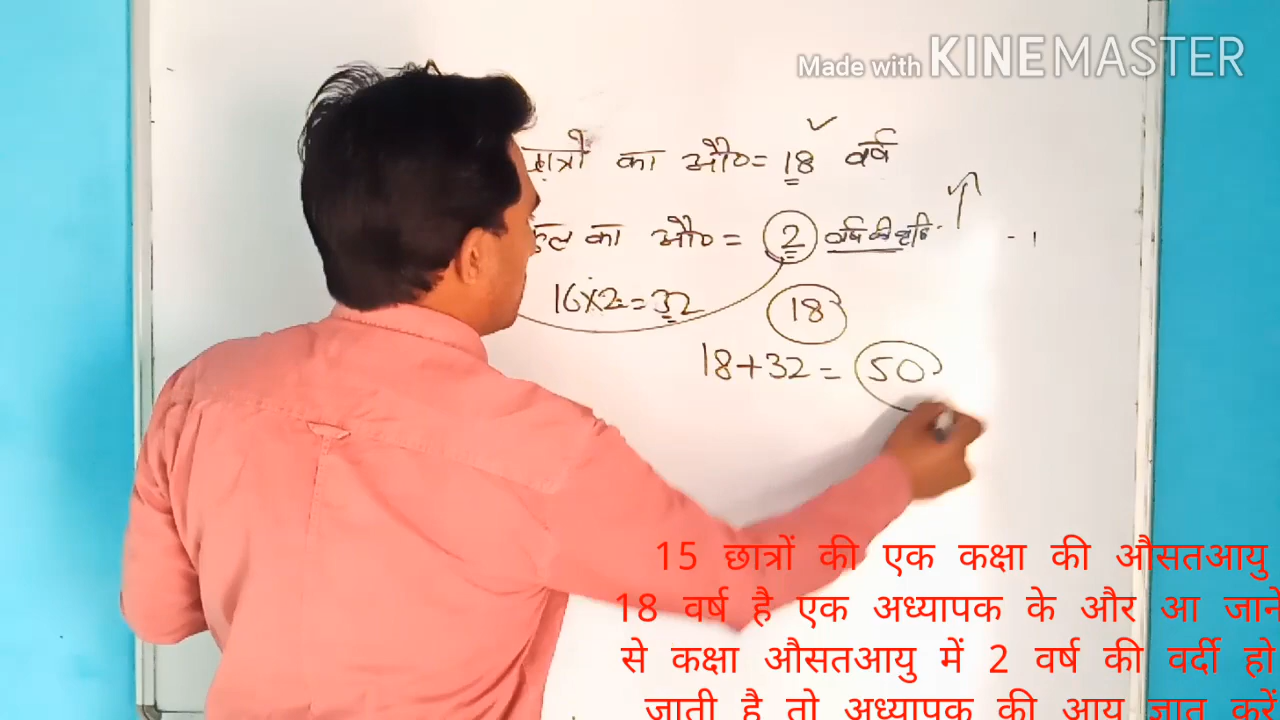 Made with KINEMASTER
छात्रों का औ०= 18 वर्ष
कुल का औ० = 2 वर्ष की वृद्धि
16×2=32
18
18+32 = 50
15 छात्रों की एक कक्षा की औसतआयु
18 वर्ष है एक अध्यापक के और आ जाने
से कक्षा औसतआयु में 2 वर्ष की वर्दी हो
जाती है तो अध्यापक की आयु ज्ञात करें